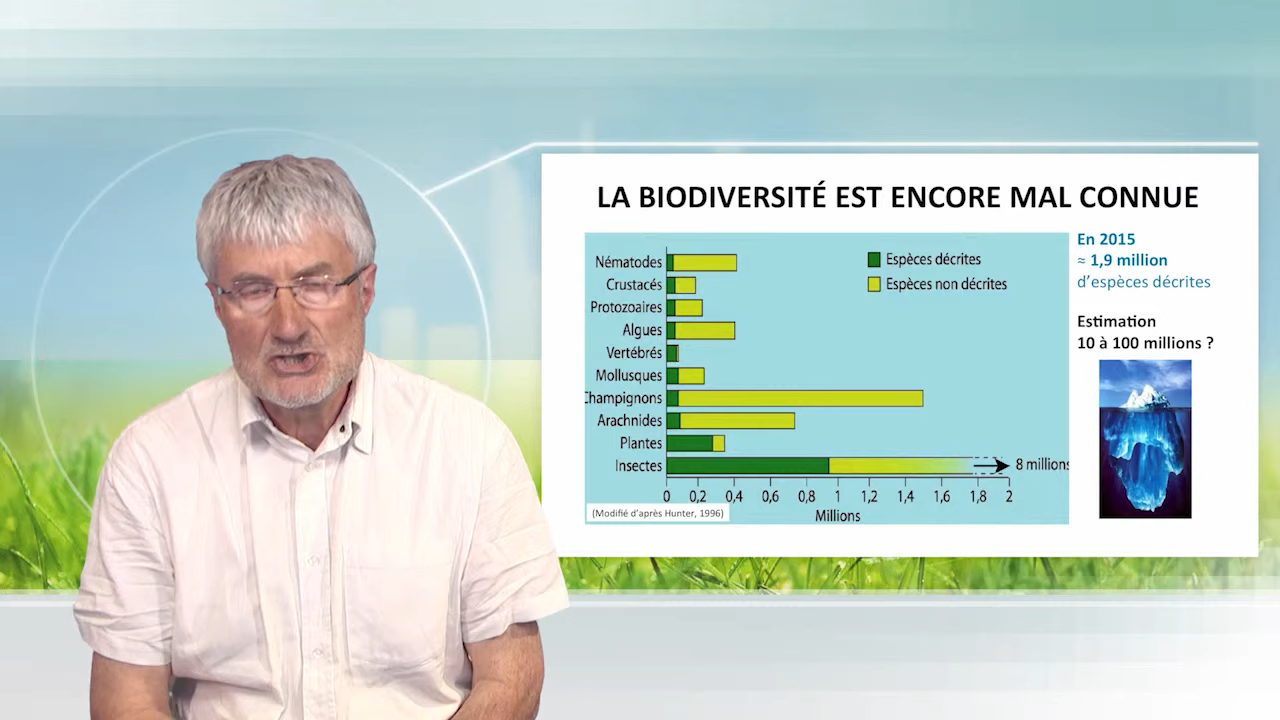 LA BIODIVERSITÉ EST ENCORE MAL CONNUE
Nématodes
Crustacés
Protozoaires
Algues
Vertébrés
Mollusques
Champignons
Arachnides
Plantes
Insectes
Espèces décrites
Espèces non décrites
8 millions
0 0,2 0,4 0,6 0,8 1 1,2 1,4 1,6 1,8 2
Millions
(Modifié d’après Hunter, 1996)
En 2015
≈ 1,9 million
d’espèces décrites
Estimation
10 à 100 millions ?